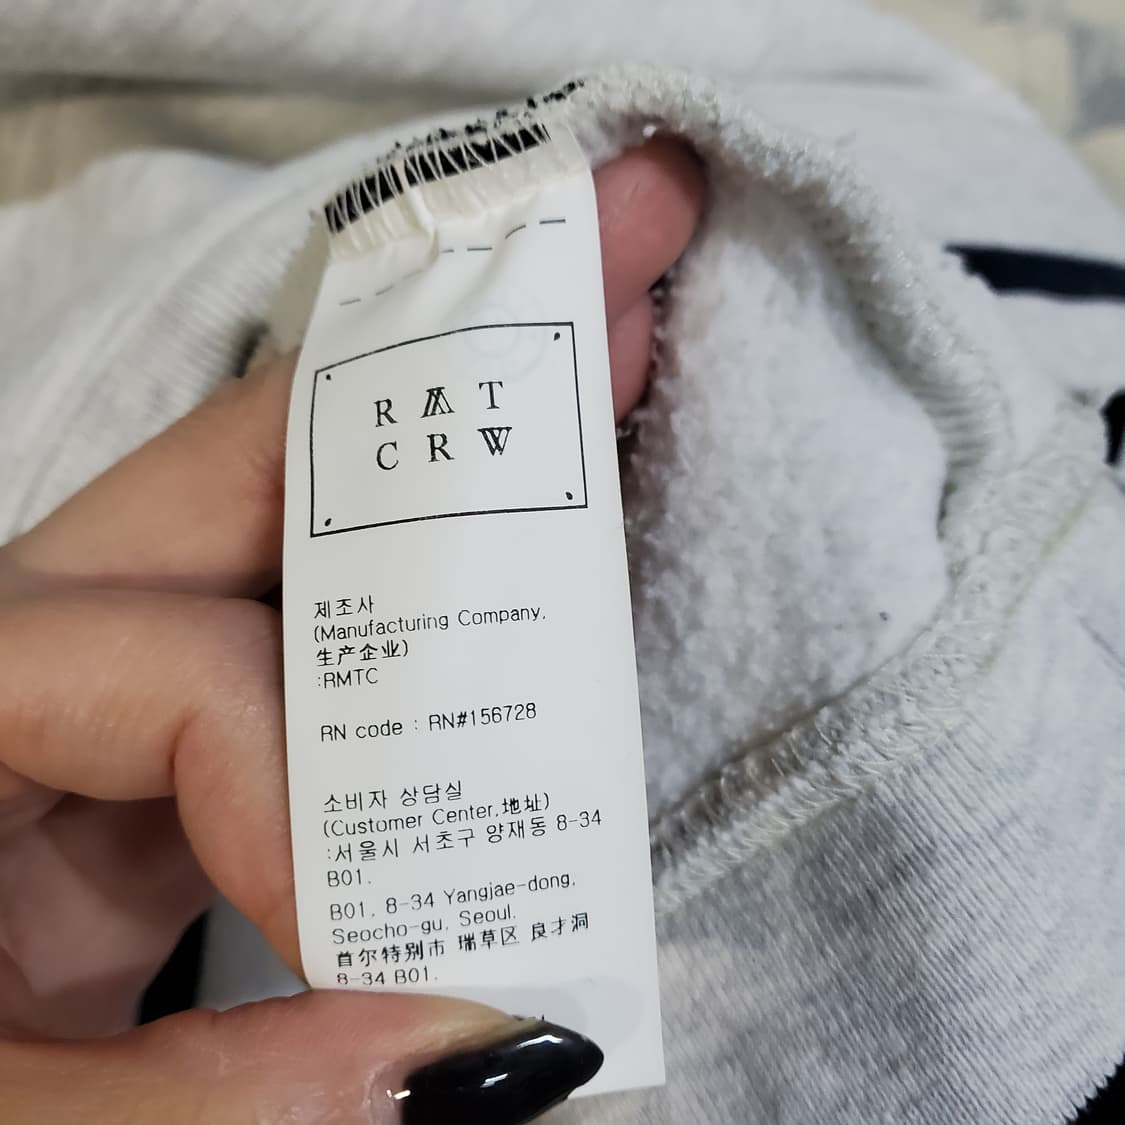 RMT
CRW
제조사
(Manufacturing Company,
生产企业)
:RMTC
RN code : RN#156728
소비자 상담실
(Customer Center,地址)
:서울시 서초구 양재동 8-34
B01.
B01, 8-34 Yangjae-dong,
Seocho-gu, Seoul.
首尔特别市 瑞草区 良才洞
8-34 B01.